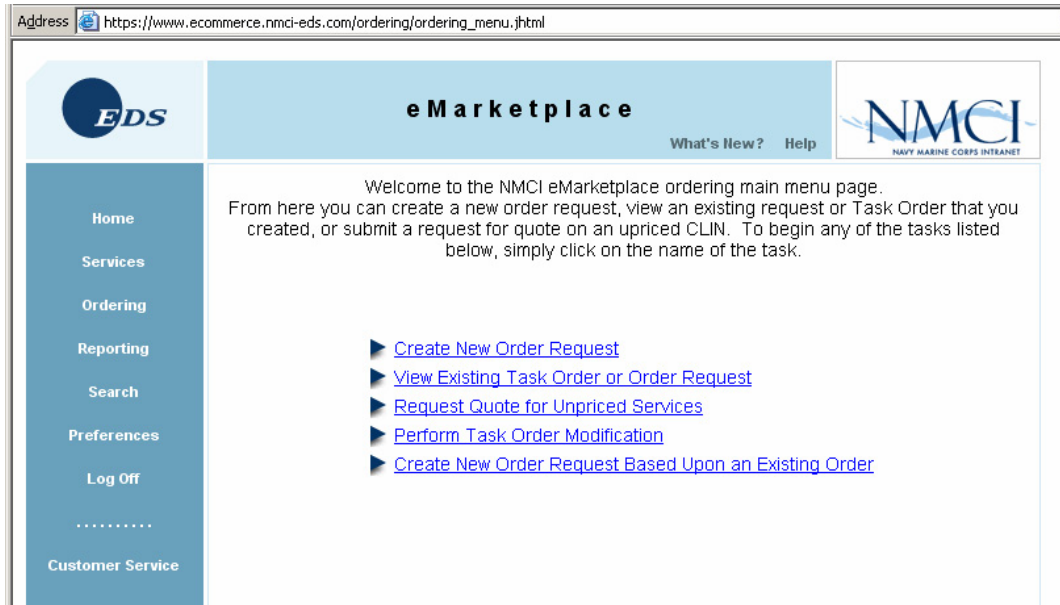 Address https://www.ecommerce.nmci-eds.com/ordering/ordering_menu.jhtml
EDS
eMarketplace
What's New? Help
NMCI
NAVY MARINE CORPS INTRANET
Home
Services
Ordering
Reporting
Search
Preferences
Log Off
..........
Customer Service
Welcome to the NMCI eMarketplace ordering main menu page.
From here you can create a new order request, view an existing request or Task Order that you
created, or submit a request for quote on an upriced CLIN. To begin any of the tasks listed
below, simply click on the name of the task.
Create New Order Request
View Existing Task Order or Order Request
Request Quote for Unpriced Services
Perform Task Order Modification
Create New Order Request Based Upon an Existing Order